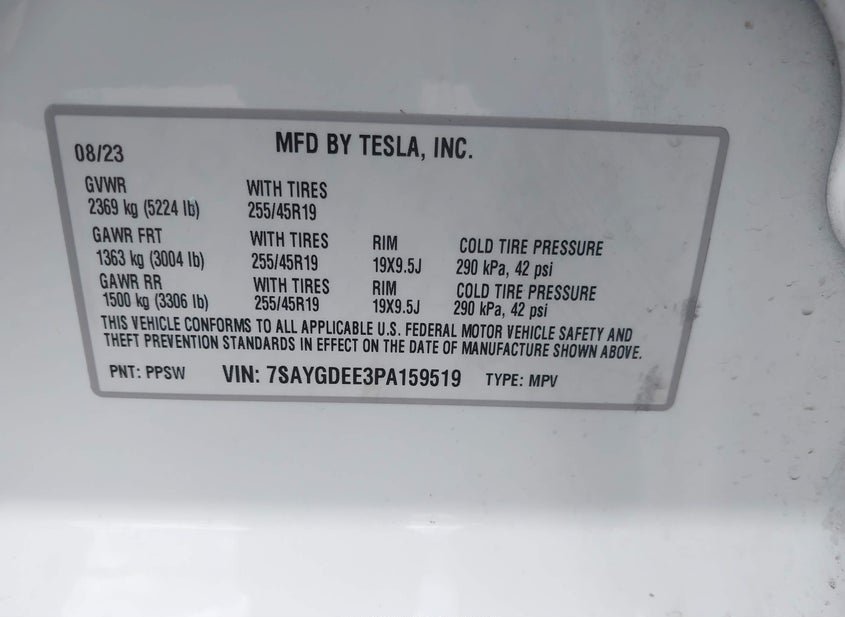 08/23 MFD BY TESLA, INC.
GVWR WITH TIRES
2369 kg (5224 lb) 255/45R19
GAWR FRT WITH TIRES RIM COLD TIRE PRESSURE
1363 kg (3004 lb) 255/45R19 19X9.5J 290 kPa, 42 psi
GAWR RR WITH TIRES RIM COLD TIRE PRESSURE
1500 kg (3306 lb) 255/45R19 19X9.5J 290 kPa, 42 psi
THIS VEHICLE CONFORMS TO ALL APPLICABLE U.S. FEDERAL MOTOR VEHICLE SAFETY AND
THEFT PREVENTION STANDARDS IN EFFECT ON THE DATE OF MANUFACTURE SHOWN ABOVE.
PNT: PPSW VIN: 7SAYGDEE3PA159519 TYPE: MPV